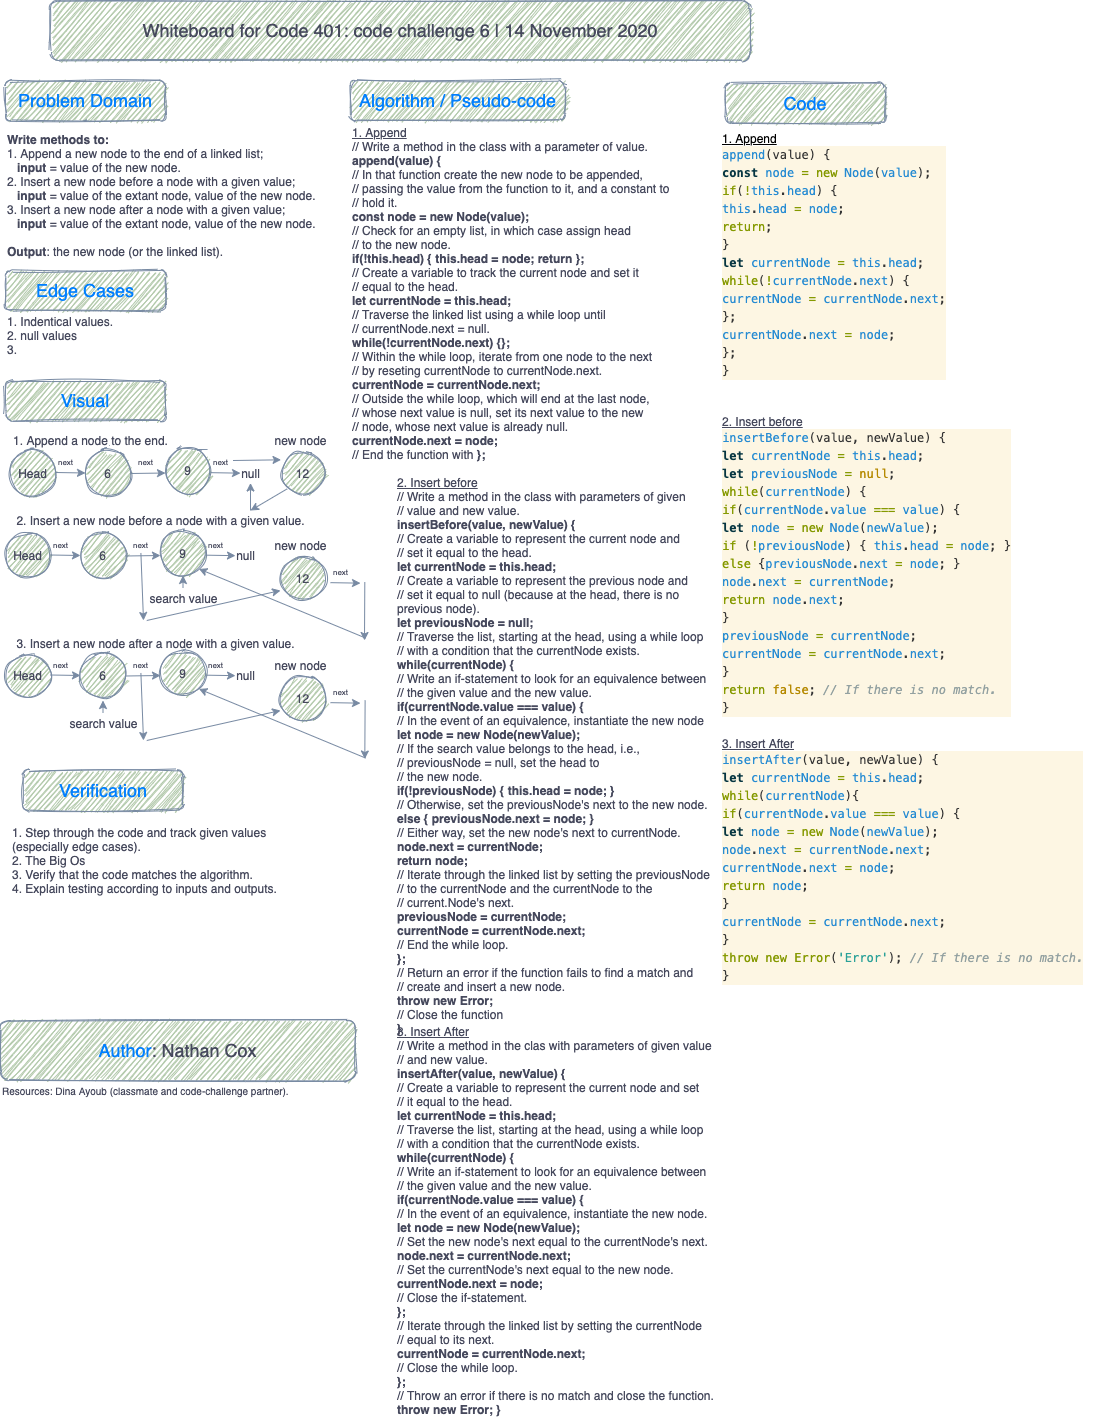 Whiteboard for Code 401: code challenge 6 | 14 November 2020
Problem Domain
Write methods to:
1. Append a new node to the end of a linked list;
input = value of the new node.
2. Insert a new node before a node with a given value;
input = value of the extant node, value of the new node.
3. Insert a new node after a node with a given value;
input = value of the extant node, value of the new node.
Output: the new node (or the linked list).
Edge Cases
1. Indentical values.
2. null values
3.
Visual
1. Append a node to the end.
new node
Head
next
6
next
9
next
null
12
2. Insert a new node before a node with a given value.
Head
next
6
next
9
next
null
new node
12
next
search value
3. Insert a new node after a node with a given value.
Head
next
6
next
9
next
null
new node
12
next
search value
Verification
1. Step through the code and track given values
(especially edge cases).
2. The Big Os
3. Verify that the code matches the algorithm.
4. Explain testing according to inputs and outputs.
Author: Nathan Cox
Resources: Dina Ayoub (classmate and code-challenge partner).
Algorithm / Pseudo-code
1. Append
// Write a method in the class with a parameter of value.
append(value) {
// In that function create the new node to be appended,
// passing the value from the function to it, and a constant to
// hold it.
const node = new Node(value);
// Check for an empty list, in which case assign head
// to the new node.
if(!this.head) { this.head = node; return };
// Create a variable to track the current node and set it
// equal to the head.
let currentNode = this.head;
// Traverse the linked list using a while loop until
// currentNode.next = null.
while(!currentNode.next) {};
// Within the while loop, iterate from one node to the next
// by reseting currentNode to currentNode.next.
currentNode = currentNode.next;
// Outside the while loop, which will end at the last node,
// whose next value is null, set its next value to the new
// node, whose next value is already null.
currentNode.next = node;
// End the function with };
2. Insert before
// Write a method in the class with parameters of given
// value and new value.
insertBefore(value, newValue) {
// Create a variable to represent the current node and
// set it equal to the head.
let currentNode = this.head;
// Create a variable to represent the previous node and
// set it equal to null (because at the head, there is no
previous node).
let previousNode = null;
// Traverse the list, starting at the head, using a while loop
// with a condition that the currentNode exists.
while(currentNode) {
// Write an if-statement to look for an equivalence between
// the given value and the new value.
if(currentNode.value === value) {
// In the event of an equivalence, instantiate the new node
let node = new Node(newValue);
// If the search value belongs to the head, i.e.,
// previousNode = null, set the head to
// the new node.
if(!previousNode) { this.head = node; }
// Otherwise, set the previousNode's next to the new node.
else { previousNode.next = node; }
// Either way, set the new node's next to currentNode.
node.next = currentNode;
return node;
// Iterate through the linked list by setting the previousNode
// to the currentNode and the currentNode to the
// current.Node's next.
previousNode = currentNode;
currentNode = currentNode.next;
// End the while loop.
};
// Return an error if the function fails to find a match and
// create and insert a new node.
throw new Error;
// Close the function
}
3. Insert After
// Write a method in the clas with parameters of given value
// and new value.
insertAfter(value, newValue) {
// Create a variable to represent the current node and set
// it equal to the head.
let currentNode = this.head;
// Traverse the list, starting at the head, using a while loop
// with a condition that the currentNode exists.
while(currentNode) {
// Write an if-statement to look for an equivalence between
// the given value and the new value.
if(currentNode.value === value) {
// In the event of an equivalence, instantiate the new node.
let node = new Node(newValue);
// Set the new node's next equal to the currentNode's next.
node.next = currentNode.next;
// Set the currentNode's next equal to the new node.
currentNode.next = node;
// Close the if-statement.
};
// Iterate through the linked list by setting the currentNode
// equal to its next.
currentNode = currentNode.next;
// Close the while loop.
};
// Throw an error if there is no match and close the function.
throw new Error; }
Code
1. Append
append(value) {
const node = new Node(value);
if(!this.head) {
this.head = node;
return;
}
let currentNode = this.head;
while(!currentNode.next) {
currentNode = currentNode.next;
};
currentNode.next = node;
};
}
2. Insert before
insertBefore(value, newValue) {
let currentNode = this.head;
let previousNode = null;
while(currentNode) {
if(currentNode.value === value) {
let node = new Node(newValue);
if (!previousNode) { this.head = node; }
else {previousNode.next = node; }
node.next = currentNode;
return node.next;
}
previousNode = currentNode;
currentNode = currentNode.next;
}
return false; // If there is no match.
}
3. Insert After
insertAfter(value, newValue) {
let currentNode = this.head;
while(currentNode){
if(currentNode.value === value) {
let node = new Node(newValue);
node.next = currentNode.next;
currentNode.next = node;
return node;
}
currentNode = currentNode.next;
}
throw new Error('Error'); // If there is no match.
}